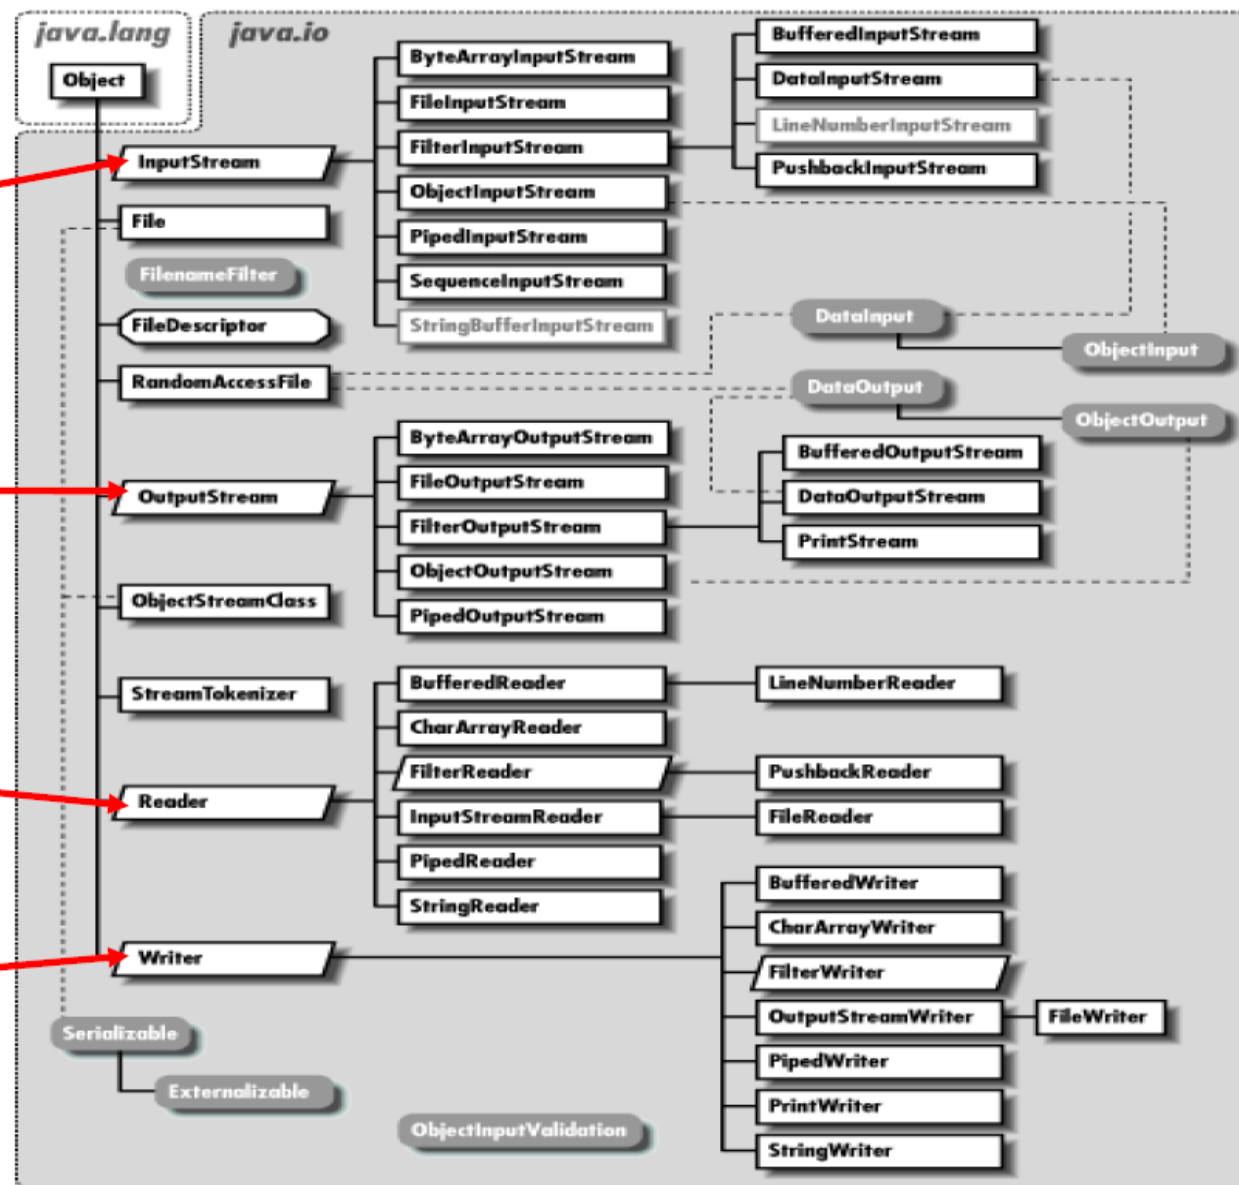 java.lang
java.io
Object
InputStream
File
FilenameFilter
FileDescriptor
RandomAccessFile
OutputStream
ObjectStreamClass
StreamTokenizer
Reader
Writer
Serializable
Externalizable
ByteArrayInputStream
FileInputStream
FilterInputStream
ObjectInputStream
PipedInputStream
SequenceInputStream
StringBufferInputStream
BufferedInputStream
DataInputStream
LineNumberInputStream
PushbackInputStream
DataInput
ObjectInput
DataOutput
ObjectOutput
ByteArrayOutputStream
FileOutputStream
FilterOutputStream
ObjectOutputStream
PipedOutputStream
BufferedOutputStream
DataOutputStream
PrintStream
BufferedReader
CharArrayReader
FilterReader
InputStreamReader
PipedReader
StringReader
LineNumberReader
PushbackReader
FileReader
BufferedWriter
CharArrayWriter
FilterWriter
OutputStreamWriter
FileWriter
PipedWriter
PrintWriter
StringWriter
ObjectInputValidation